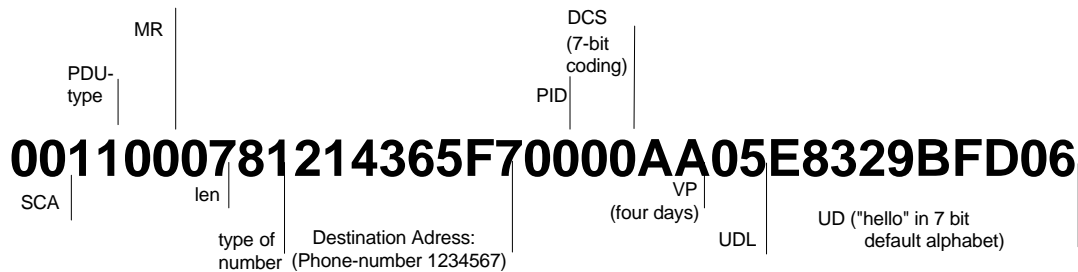 MR
PDU-
type
DCS
(7-bit
coding)
PID
0011000781214365F70000AA05E8329BFD06
SCA
len
type of
number
Destination Adress:
(Phone-number 1234567)
VP
(four days)
UDL
UD ("hello" in 7 bit
default alphabet)